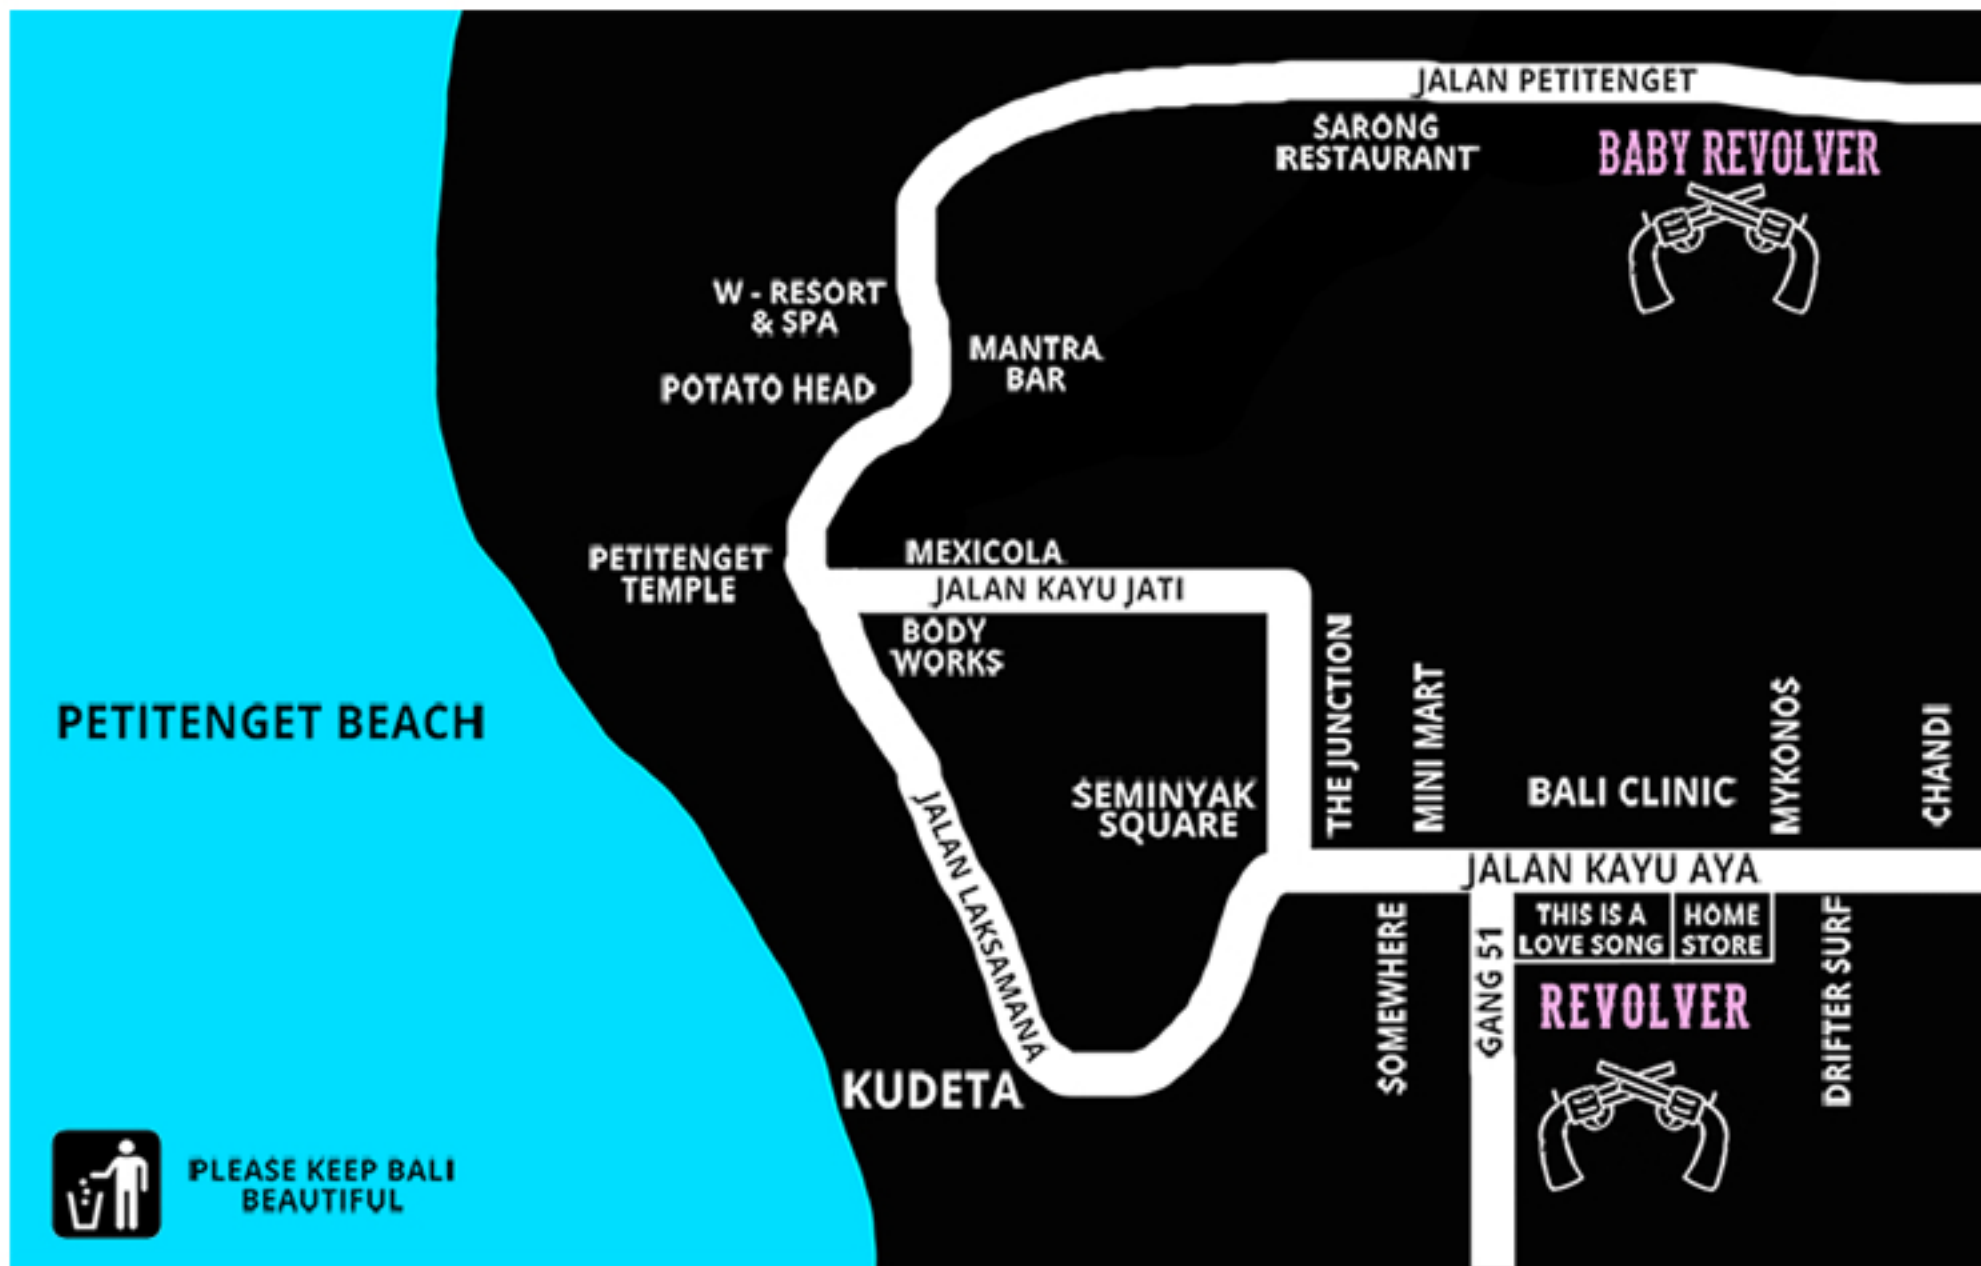 JALAN PETITENGET
SARONG
RESTAURANT
BABY REVOLVER
W - RESORT
& SPA
MANTRA
BAR
POTATO HEAD
PETITENGET
TEMPLE
MEXICOLA
JALAN KAYU JATI
BODY
WORKS
PETITENGET BEACH
SEMINYAK
SQUARE
THE JUNCTION
MINI MART
BALI CLINIC
MYKONOS
CHANDI
JALAN LAKSAMANA
JALAN KAYU AYA
SOMEWHERE
GANG 51
THIS IS A
LOVE SONG
HOME
STORE
REVOLVER
DRIFTER SURF
KUDETA
PLEASE KEEP BALI
BEAUTIFUL